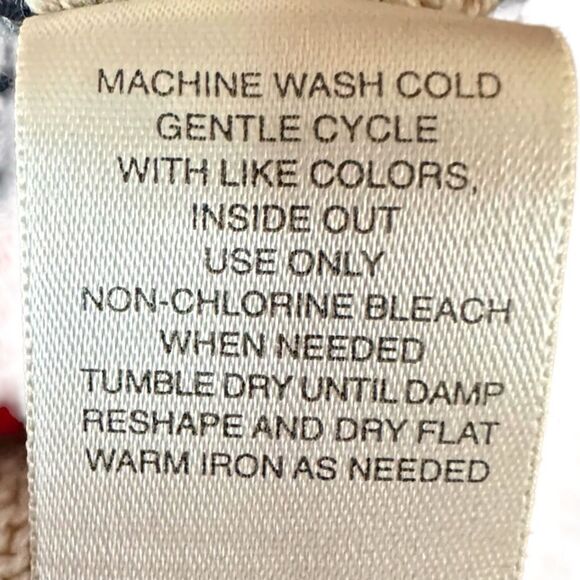 MACHINE WASH COLD
GENTLE CYCLE
WITH LIKE COLORS,
INSIDE OUT
USE ONLY
NON-CHLORINE BLEACH
WHEN NEEDED
TUMBLE DRY UNTIL DAMP
RESHAPE AND DRY FLAT
WARM IRON AS NEEDED